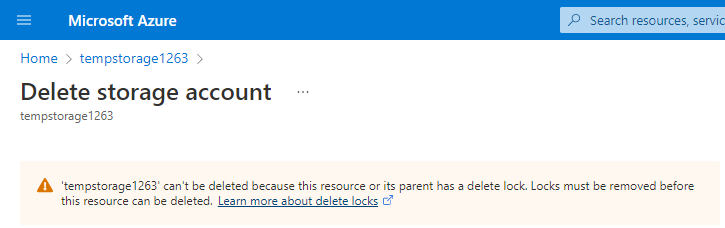 Microsoft Azure
Search resources, servic
Home > tempstorage1263 >
Delete storage account ...
tempstorage1263
'tempstorage1263' can't be deleted because this resource or its parent has a delete lock. Locks must be removed before
this resource can be deleted. Learn more about delete locks